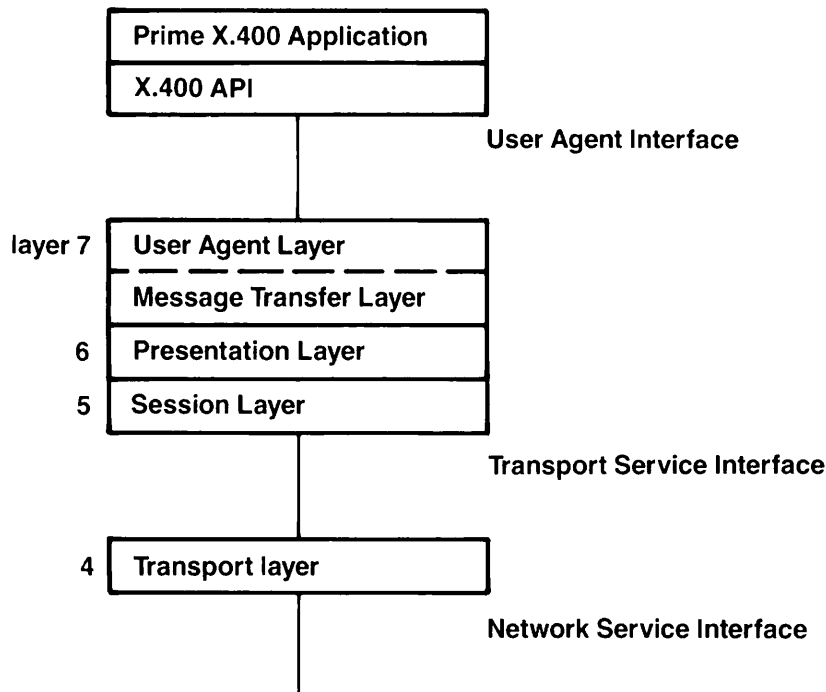 Prime X.400 Application
X.400 API
User Agent Interface
layer 7 User Agent Layer
Message Transfer Layer
6 Presentation Layer
5 Session Layer
Transport Service Interface
4 Transport layer
Network Service Interface